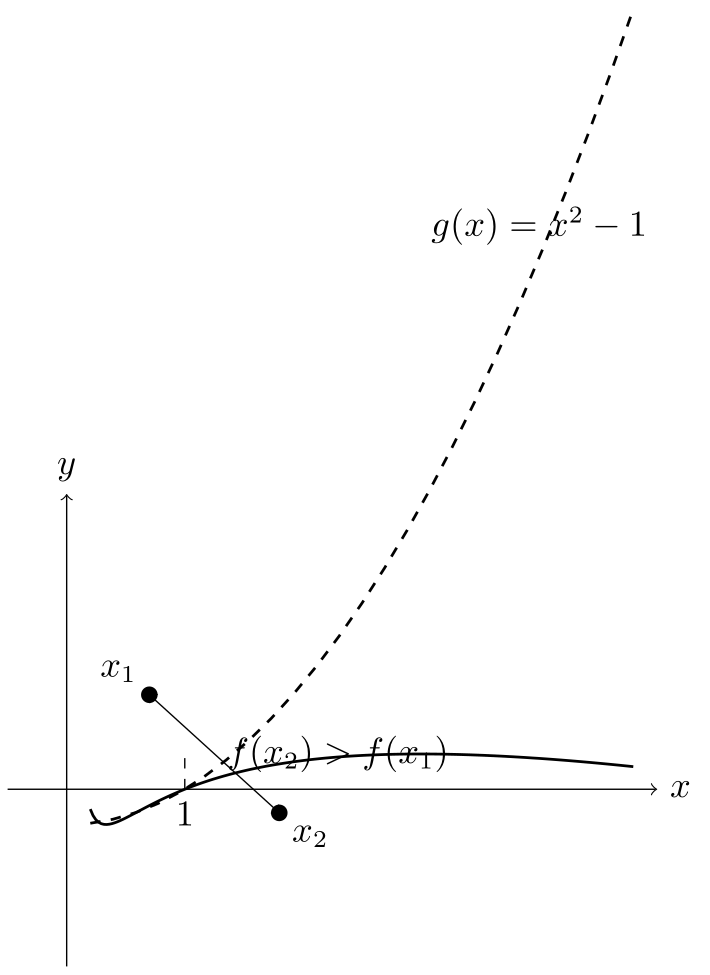 g(x) = x² − 1
y
x₁
f(x₂) > f(x₁)
x
1
x₂